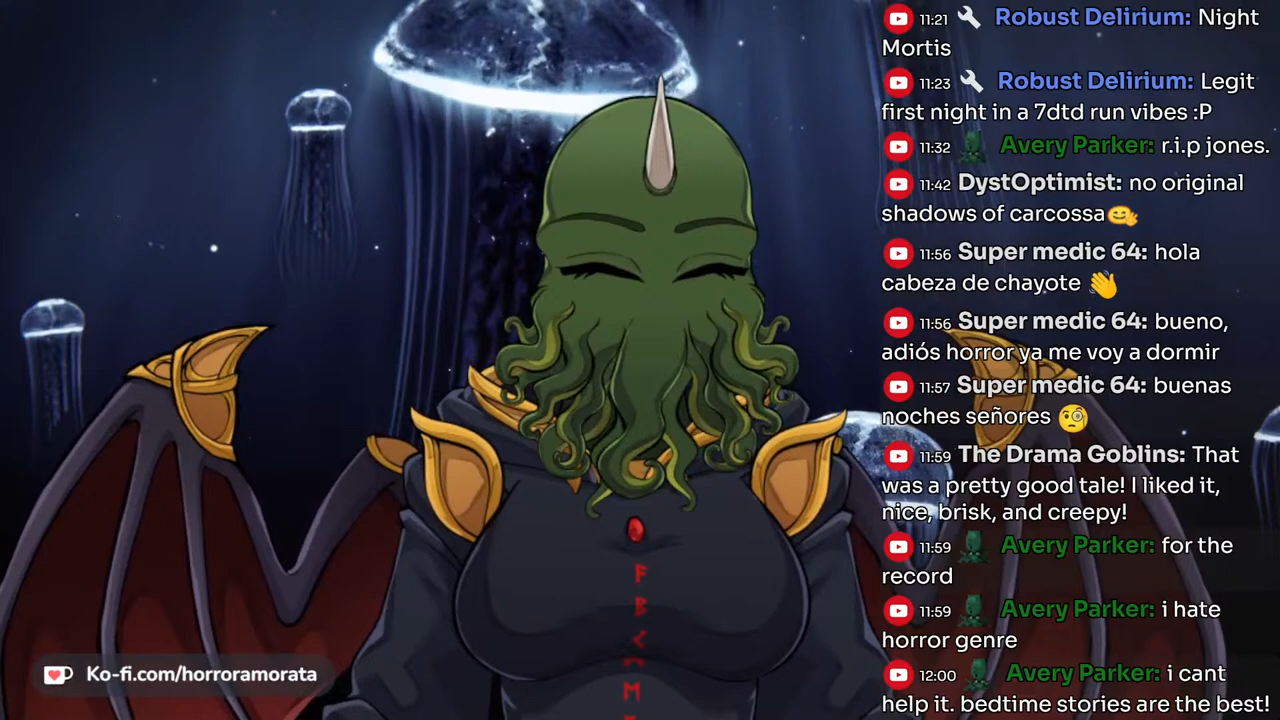 11:21 Robust Delirium: Night
Mortis
11:23 Robust Delirium: Legit
first night in a 7dtd run vibes :P
11:32 Avery Parker: r.i.p jones.
11:42 DystOptimist: no original
shadows of carcossa
11:56 Super medic 64: hola
cabeza de chayote
11:56 Super medic 64: bueno,
adiós horror ya me voy a dormir
11:57 Super medic 64: buenas
noches señores
11:59 The Drama Goblins: That
was a pretty good tale! I liked it,
nice, brisk, and creepy!
11:59 Avery Parker: for the
record
11:59 Avery Parker: i hate
horror genre
12:00 Avery Parker: i cant
help it. bedtime stories are the best!
Ko-fi.com/horroramorata